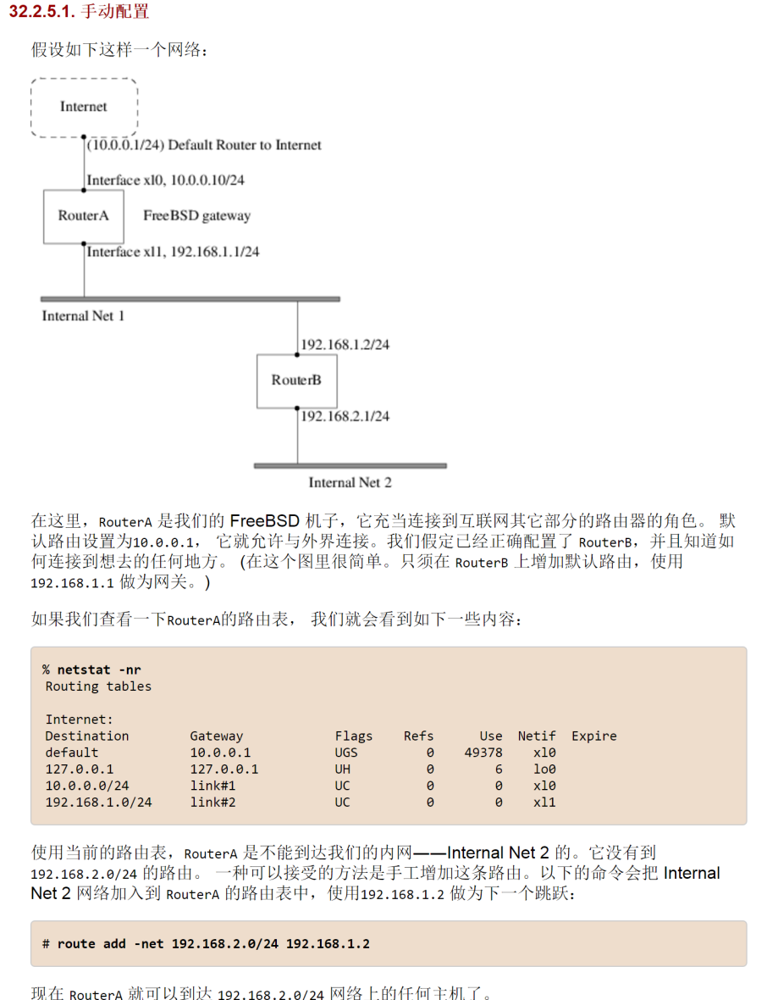 32.2.5.1. 手动配置
假设如下这样一个网络：
Internet
(10.0.0.1/24) Default Router to Internet
Interface xl0, 10.0.0.10/24
RouterA FreeBSD gateway
Interface xl1, 192.168.1.1/24
Internal Net 1
192.168.1.2/24
RouterB
192.168.2.1/24
Internal Net 2
在这里，RouterA 是我们的 FreeBSD 机子，它充当连接到互联网其它部分的路由器的角色。 默
认路由设置为10.0.0.1， 它就允许与外界连接。我们假定已经正确配置了 RouterB，并且知道如
何连接到想去的任何地方。 (在这个图里很简单。只须在 RouterB 上增加默认路由，使用
192.168.1.1 做为网关。)
如果我们查看一下RouterA的路由表， 我们就会看到如下一些内容：
% netstat -nr
Routing tables
Internet:
Destination Gateway Flags Refs Use Netif Expire
default 10.0.0.1 UGS 0 49378 xl0
127.0.0.1 127.0.0.1 UH 0 6 lo0
10.0.0.0/24 link#1 UC 0 0 xl0
192.168.1.0/24 link#2 UC 0 0 xl1
使用当前的路由表，RouterA 是不能到达我们的内网——Internal Net 2 的。它没有到
192.168.2.0/24 的路由。 一种可以接受的方法是手工增加这条路由。以下的命令会把 Internal
Net 2 网络加入到 RouterA 的路由表中，使用192.168.1.2 做为下一个跳跃：
# route add -net 192.168.2.0/24 192.168.1.2
现在 RouterA 就可以到达 192.168.2.0/24 网络上的任何主机了。